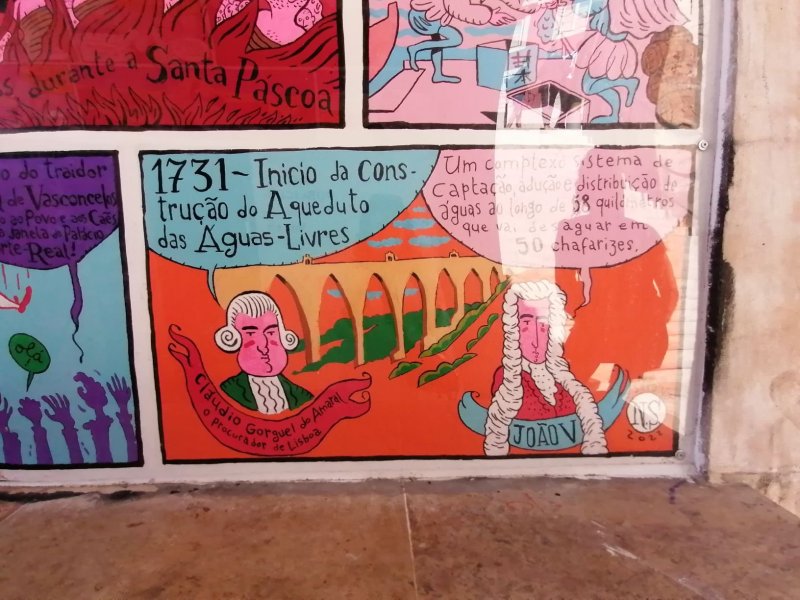 durante a Santa Páscoa
o do traidor
l de Vasconcelos
ao Povo e aos Cães
janela do Palácio
rte-Real!
olá
1731 - Inicio da Cons-
trução do Aqueduto
das Águas-Livres
Um complexo sistema de
captação, adução e distribuição de
águas ao longo de 58 quilómetros
que vai desaguar em
50 chafarizes.
Cláudio Gorguel do Amaral
o procurador de Lisboa
JOÃO V
N.S